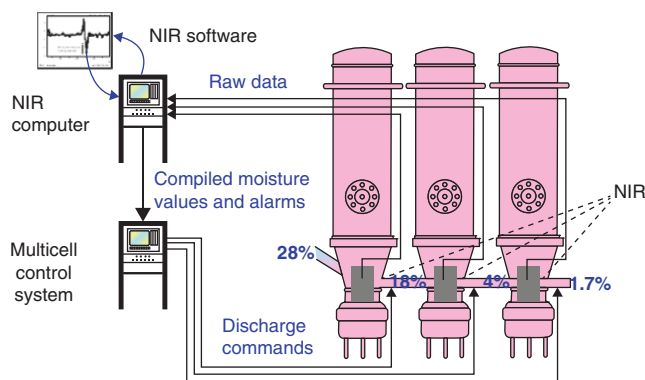 NIR software
Raw data
NIR
computer
Compiled moisture
values and alarms
NIR
Multicell
control
system
28%
18%
4%
1.7%
Discharge
commands